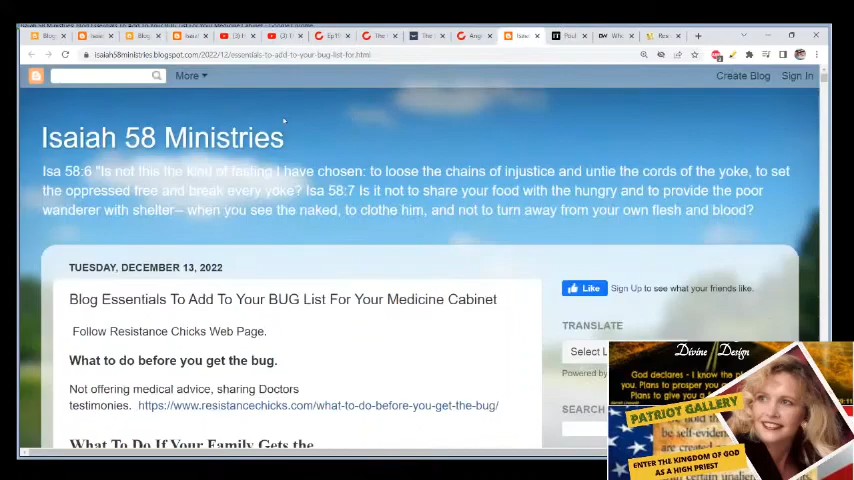 isaiah58ministries.blogspot.com/2022/12/essentials-to-add-to-your-bug-list-for.html
More
Create Blog Sign In
Isaiah 58 Ministries
Isa 58:6 "Is not this the kind of fasting I have chosen: to loose the chains of injustice and untie the cords of the yoke, to set
the oppressed free and break every yoke? Isa 58:7 Is it not to share your food with the hungry and to provide the poor
wanderer with shelter-- when you see the naked, to clothe him, and not to turn away from your own flesh and blood?
TUESDAY, DECEMBER 13, 2022
Blog Essentials To Add To Your BUG List For Your Medicine Cabinet
Follow Resistance Chicks Web Page.
What to do before you get the bug.
Not offering medical advice, sharing Doctors
testimonies. https://www.resistancechicks.com/what-to-do-before-you-get-the-bug/
What To Do If Your Family Gets the
Like Sign Up to see what your friends like.
TRANSLATE
Select L
Powered by
SEARCH
Divine Design
God declares - I know the pl
you. Plans to prosper you a
Plans to give you a
PATRIOT GALLERY
be self-eviden
are created
ENTER THE KINGDOM OF GOD
AS A HIGH PRIEST